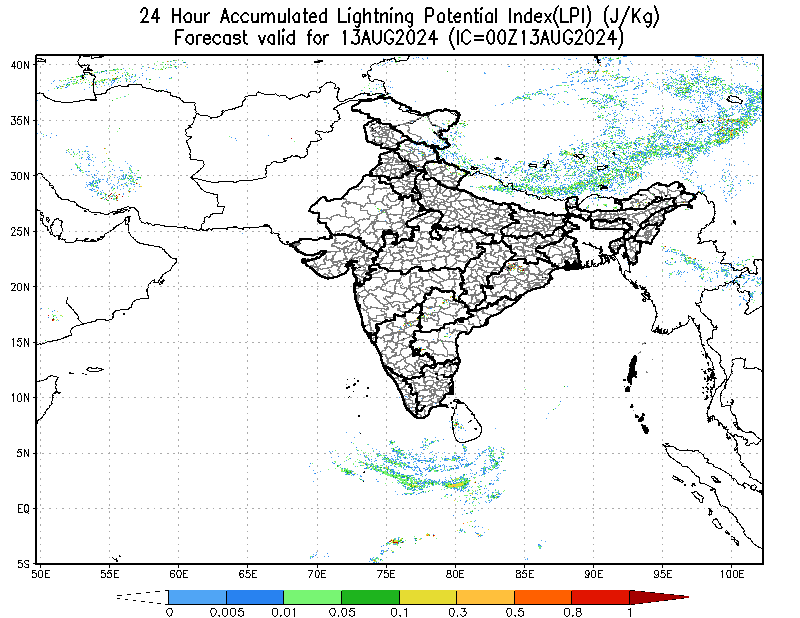 24 Hour Accumulated Lightning Potential Index(LPI) (J/Kg)
Forecast valid for 13AUG2024 (IC=00Z13AUG2024)
40N
35N
30N
25N
20N
15N
10N
5N
EQ
5S
50E 55E 60E 65E 70E 75E 80E 85E 90E 95E 100E
0 0.005 0.01 0.05 0.1 0.3 0.5 0.8 1